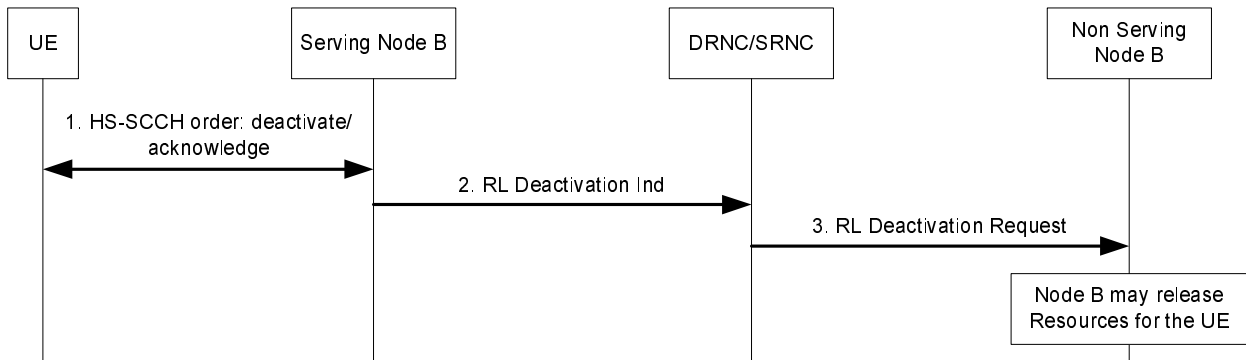 UE
Serving Node B
DRNC/SRNC
Non Serving
Node B
1. HS-SCCH order: deactivate/
acknowledge
2. RL Deactivation Ind
3. RL Deactivation Request
Node B may release
Resources for the UE